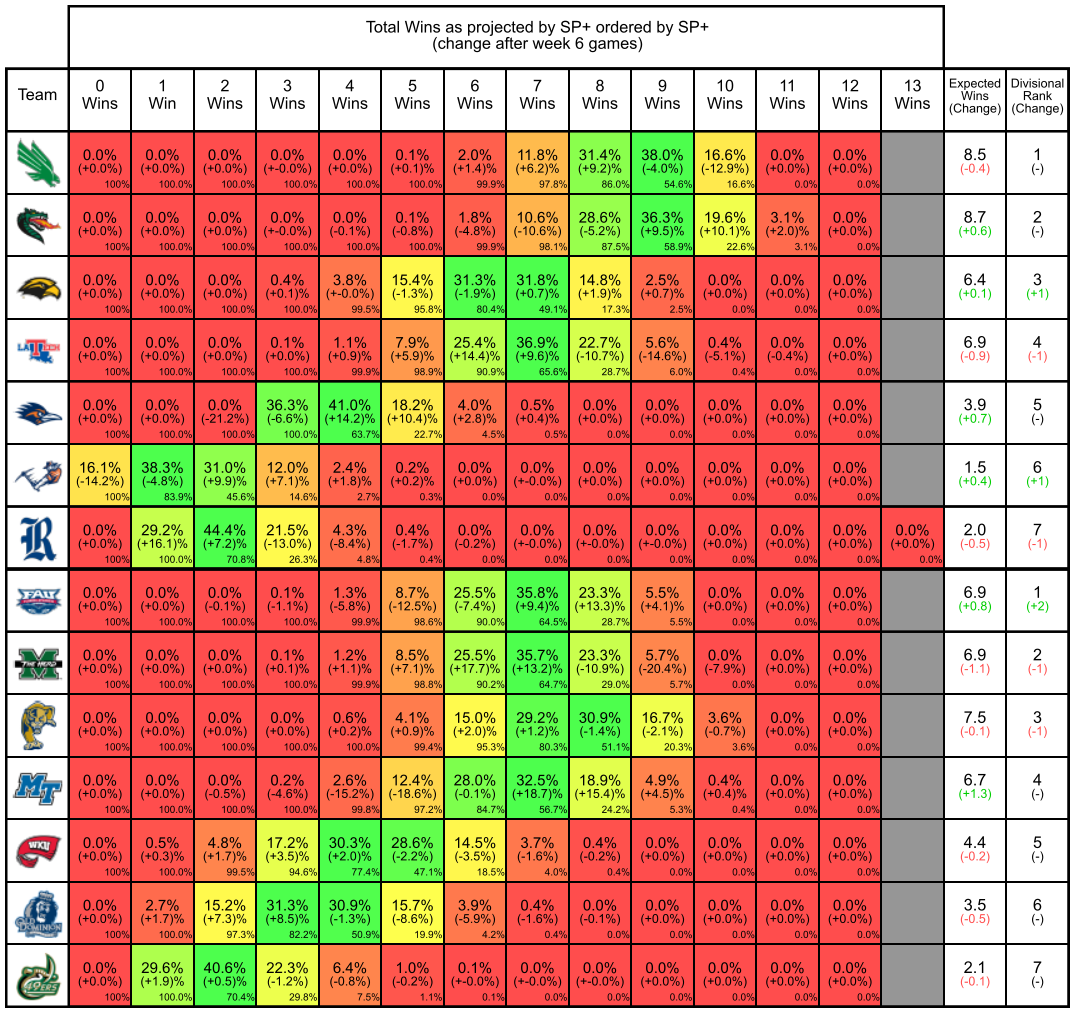 Total Wins as projected by SP+ ordered by SP+
(change after week 6 games)
Team 0 Wins 1 Win 2 Wins 3 Wins 4 Wins 5 Wins 6 Wins 7 Wins 8 Wins 9 Wins 10 Wins 11 Wins 12 Wins 13 Wins Expected Wins (Change) Divisional Rank (Change)
0.0% 0.0% 0.0% 0.0% 0.0% 0.1% 2.0% 11.8% 31.4% 38.0% 16.6% 0.0% 0.0% 8.5 1
(+0.0%) (+0.0%) (+0.0%) (+-0.0%) (+0.0%) (+0.1%) (+1.4%) (+6.2%) (+9.2%) (-4.0%) (-12.9%) (+0.0%) (+0.0%) (-0.4) (-)
100% 100.0% 100.0% 100.0% 100.0% 100.0% 99.9% 97.8% 86.0% 54.6% 16.6% 0.0% 0.0%
0.0% 0.0% 0.0% 0.0% 0.0% 0.1% 1.8% 10.6% 28.6% 36.3% 19.6% 3.1% 0.0% 8.7 2
(+0.0%) (+0.0%) (+0.0%) (+-0.0%) (-0.1%) (-0.8%) (-4.8%) (-10.6%) (-5.2%) (+9.5)% (+10.1)% (+2.0)% (+0.0%) (+0.6) (-)
100% 100.0% 100.0% 100.0% 100.0% 100.0% 99.9% 98.1% 87.5% 58.9% 22.6% 3.1% 0.0%
0.0% 0.0% 0.0% 0.4% 3.8% 15.4% 31.3% 31.8% 14.8% 2.5% 0.0% 0.0% 0.0% 6.4 3
(+0.0%) (+0.0%) (+0.0%) (+0.1)% (+-0.0%) (-1.3%) (-1.9%) (+0.7)% (+1.9)% (+0.7)% (+0.0%) (+0.0%) (+0.0%) (+0.1) (+1)
100% 100.0% 100.0% 100.0% 99.5% 95.8% 80.4% 49.1% 17.3% 2.5% 0.0% 0.0% 0.0%
LA TECH 0.0% 0.0% 0.0% 0.1% 1.1% 7.9% 25.4% 36.9% 22.7% 5.6% 0.4% 0.0% 0.0% 6.9 4
(+0.0%) (+0.0%) (+0.0%) (+0.0%) (+0.9)% (+5.9)% (+14.4)% (+9.6)% (-10.7)% (-14.6%) (-5.1%) (-0.4%) (+0.0%) (-0.9) (-1)
100% 100.0% 100.0% 100.0% 99.9% 98.9% 90.9% 65.6% 28.7% 6.0% 0.4% 0.0% 0.0%
0.0% 0.0% 0.0% 36.3% 41.0% 18.2% 4.0% 0.5% 0.0% 0.0% 0.0% 0.0% 0.0% 3.9 5
(+0.0%) (+0.0%) (-21.2%) (-6.6%) (+14.2)% (+10.4)% (+2.8)% (+0.4)% (+0.0%) (+0.0%) (+0.0%) (+0.0%) (+0.0%) (+0.7) (-)
100% 100.0% 100.0% 100.0% 63.7% 22.7% 4.5% 0.5% 0.0% 0.0% 0.0% 0.0% 0.0%
16.1% 38.3% 31.0% 12.0% 2.4% 0.2% 0.0% 0.0% 0.0% 0.0% 0.0% 0.0% 0.0% 1.5 6
(-14.2%) (-4.8%) (+9.9)% (+7.1)% (+1.8)% (+0.2)% (+0.0%) (+-0.0%) (+0.0%) (+0.0%) (+0.0%) (+0.0%) (+0.0%) (+0.4) (+1)
100% 83.9% 45.6% 14.6% 2.7% 0.3% 0.0% 0.0% 0.0% 0.0% 0.0% 0.0% 0.0%
R 0.0% 29.2% 44.4% 21.5% 4.3% 0.4% 0.0% 0.0% 0.0% 0.0% 0.0% 0.0% 0.0% 0.0% 2.0 7
(+0.0%) (+16.1)% (+7.2)% (-13.0%) (-8.4%) (-1.7%) (-0.2%) (+-0.0%) (+-0.0%) (+-0.0%) (+0.0%) (+0.0%) (+0.0%) (+0.0%) (-0.5) (-1)
100% 100.0% 70.8% 26.3% 4.8% 0.4% 0.0% 0.0% 0.0% 0.0% 0.0% 0.0% 0.0% 0.0%
FAU 0.0% 0.0% 0.0% 0.1% 1.3% 8.7% 25.5% 35.8% 23.3% 5.5% 0.0% 0.0% 0.0% 6.9 1
(+0.0%) (+0.0%) (-0.1%) (-1.1%) (-5.8%) (-12.5%) (-7.4%) (+9.4)% (+13.3)% (+4.1)% (+0.0%) (+0.0%) (+0.0%) (+0.8) (+2)
100% 100.0% 100.0% 100.0% 99.9% 98.6% 90.0% 64.5% 28.7% 5.5% 0.0% 0.0% 0.0%
THE HERD 0.0% 0.0% 0.0% 0.1% 1.2% 8.5% 25.5% 35.7% 23.3% 5.7% 0.0% 0.0% 0.0% 6.9 2
(+0.0%) (+0.0%) (+0.0%) (+0.1)% (+1.1)% (+7.1)% (+17.7)% (+13.2)% (-10.9%) (-20.4%) (-7.9%) (+0.0%) (+0.0%) (-1.1) (-1)
100% 100.0% 100.0% 100.0% 99.9% 98.8% 90.2% 64.7% 29.0% 5.7% 0.0% 0.0% 0.0%
0.0% 0.0% 0.0% 0.0% 0.6% 4.1% 15.0% 29.2% 30.9% 16.7% 3.6% 0.0% 0.0% 7.5 3
(+0.0%) (+0.0%) (+0.0%) (+0.0%) (+0.2)% (+0.9)% (+2.0)% (+1.2)% (-1.4%) (-2.1%) (-0.7%) (+0.0%) (+0.0%) (-0.1) (-1)
100% 100.0% 100.0% 100.0% 100.0% 99.4% 95.3% 80.3% 51.1% 20.3% 3.6% 0.0% 0.0%
MT 0.0% 0.0% 0.0% 0.2% 2.6% 12.4% 28.0% 32.5% 18.9% 4.9% 0.4% 0.0% 0.0% 6.7 4
(+0.0%) (+0.0%) (-0.5%) (-4.6%) (-15.2%) (-18.6%) (-0.1%) (+18.7)% (+15.4)% (+4.5)% (+0.4)% (+0.0%) (+0.0%) (+1.3) (-)
100% 100.0% 100.0% 100.0% 99.8% 97.2% 84.7% 56.7% 24.2% 5.3% 0.4% 0.0% 0.0%
WKU 0.0% 0.5% 4.8% 17.2% 30.3% 28.6% 14.5% 3.7% 0.4% 0.0% 0.0% 0.0% 0.0% 4.4 5
(+0.0%) (+0.3)% (+1.7)% (+3.5)% (+2.0)% (-2.2%) (-3.5%) (-1.6%) (-0.2%) (+0.0%) (+0.0%) (+0.0%) (+0.0%) (-0.2) (-)
100% 100.0% 99.5% 94.6% 77.4% 47.1% 18.5% 4.0% 0.4% 0.0% 0.0% 0.0% 0.0%
OLD DOMINION 0.0% 2.7% 15.2% 31.3% 30.9% 15.7% 3.9% 0.4% 0.0% 0.0% 0.0% 0.0% 0.0% 3.5 6
(+0.0%) (+1.7)% (+7.3)% (+8.5)% (-1.3%) (-8.6%) (-5.9%) (-1.6%) (-0.1%) (+0.0%) (+0.0%) (+0.0%) (+0.0%) (-0.5) (-)
100% 100.0% 97.3% 82.2% 50.9% 19.9% 4.2% 0.4% 0.0% 0.0% 0.0% 0.0% 0.0%
49ERS 0.0% 29.6% 40.6% 22.3% 6.4% 1.0% 0.1% 0.0% 0.0% 0.0% 0.0% 0.0% 0.0% 2.1 7
(+0.0%) (+1.9)% (+0.5)% (-1.2%) (-0.8%) (-0.2%) (+-0.0%) (+-0.0%) (+0.0%) (+0.0%) (+0.0%) (+0.0%) (+0.0%) (-0.1) (-)
100% 100.0% 70.4% 29.8% 7.5% 1.1% 0.1% 0.0% 0.0% 0.0% 0.0% 0.0% 0.0%